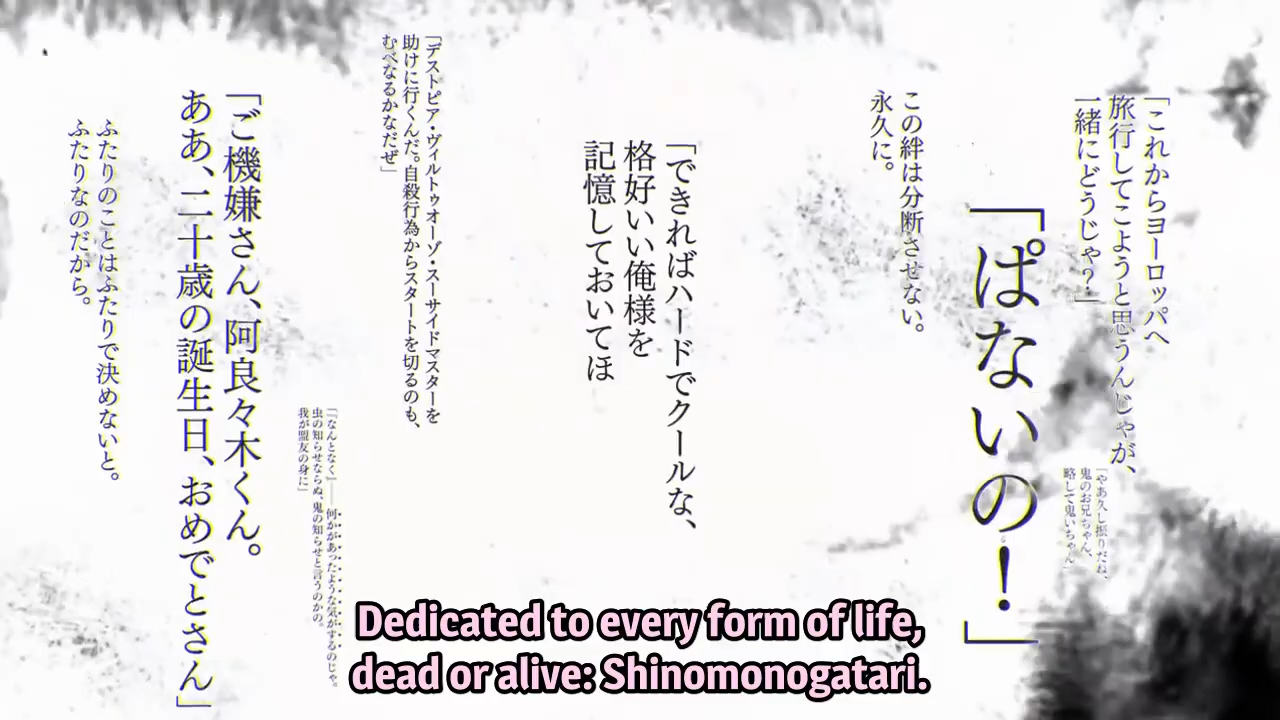 「これからヨーロッパへ
旅行してこようと思うんじゃが、
一緒にどうじゃ？」
「やあ久し振りだね、
鬼のお兄ちゃん、
略して鬼いちゃん」
「ぱないの！」
この絆は分断させない。
永久に。
「できればハードでクールな、
格好いい俺様を
記憶しておいてほ
「デストピア・ヴィルトゥオーゾ・スーサイドマスターを
助けに行くんだ。自殺行為からスタートを切るのも、
むべなるかなだぜ」
「『なんとなく』――何かがあったような気がするのじゃ。
虫の知らせならぬ、鬼の知らせと言うのかの。
我が盟友の身に」
「ご機嫌さん、阿良々木くん。
ああ、二十歳の誕生日、おめでとさん」
ふたりのことはふたりで決めないと。
ふたりなのだから。
Dedicated to every form of life,
dead or alive: Shinomonogatari.